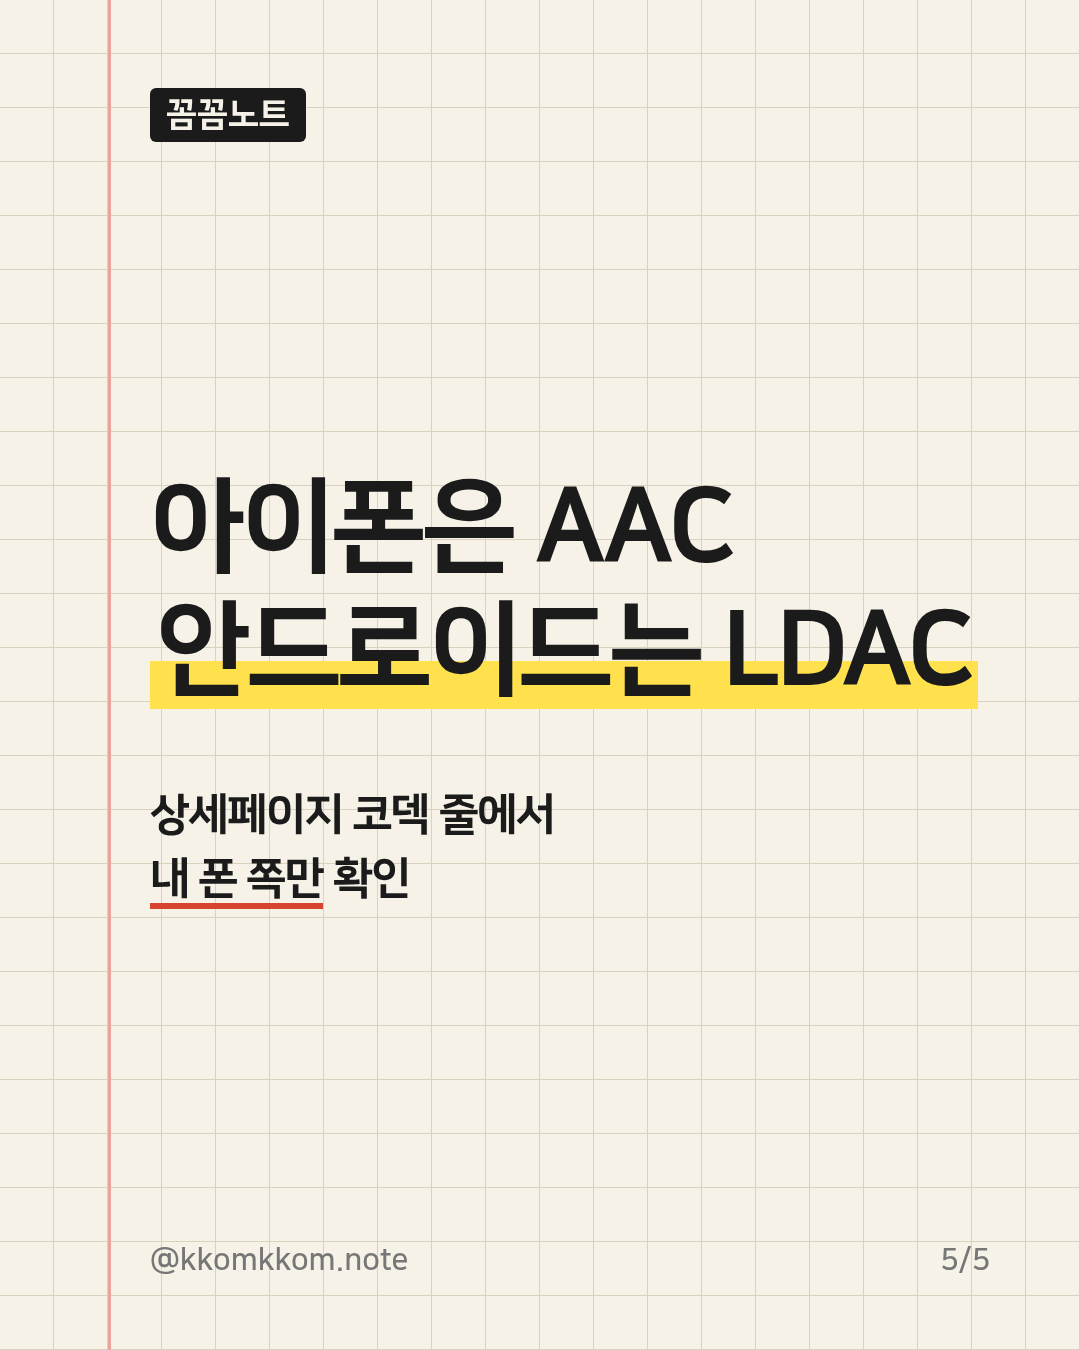 꼼꼼노트
아이폰은 AAC
안드로이드는 LDAC
상세페이지 코덱 줄에서
내 폰 쪽만 확인
@kkomkkom.note
5/5